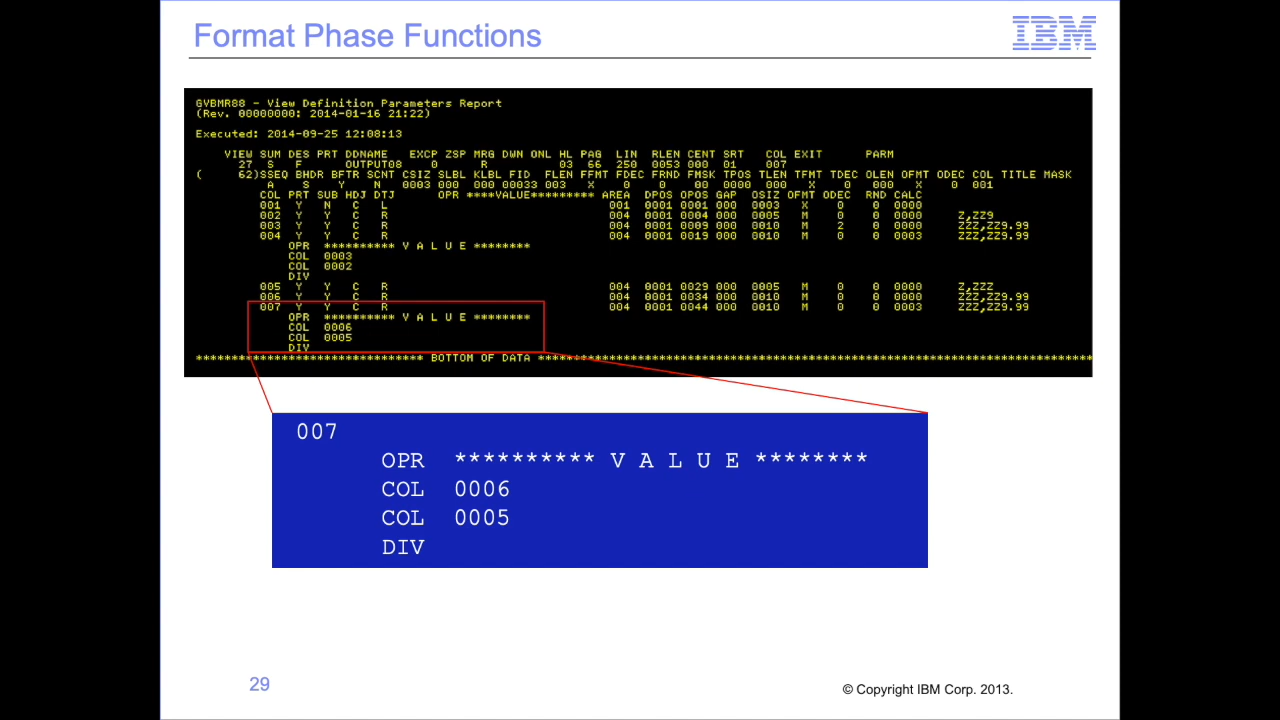 Format Phase Functions
IBM
GVBMR88 - View Definition Parameters Report
(Rev. 00000000: 2014-01-16 21:22)
Executed: 2014-09-25 12:08:13
VIEW SUM DES PRT DDNAME EXCP ZSP MRG DWN ONL HL PAG LIN RLEN CENT SRT COL EXIT PARM
27 S F OUTPUT08 0 R 03 66 250 0053 000 01 007
( 62)SSEQ BHDR BFTR SCNT CSIZ SLBL KLBL FID FLEN FFMT FDEC FRND FMSK TPOS TLEN TFMT TDEC OLEN OFMT ODEC COL TITLE MASK
A S Y N 0003 000 000 00033 003 X 0 0 00 0000 000 X 0 000 X 0 001
COL PRT SUB HDJ DTJ OPR ****VALUE********* AREA DPOS OPOS GAP OSIZ OFMT ODEC RND CALC
001 Y N C L 001 0001 0001 000 0003 X 0 0 0000
002 Y Y C R 004 0001 0004 000 0005 M 0 0 0000 Z,ZZ9
003 Y Y C R 004 0001 0009 000 0010 M 2 0 0000 ZZZ,ZZ9.99
004 Y Y C R 004 0001 0019 000 0010 M 0 0 0003 ZZZ,ZZ9.99
OPR ********** V A L U E ********
COL 0003
COL 0002
DIV
005 Y Y C R 004 0001 0029 000 0005 M 0 0 0000 Z,ZZZ
006 Y Y C R 004 0001 0034 000 0010 M 0 0 0000 ZZZ,ZZ9.99
007 Y Y C R 004 0001 0044 000 0010 M 0 0 0003 ZZZ,ZZ9.99
OPR ********** V A L U E ********
COL 0006
COL 0005
DIV
******************************** BOTTOM OF DATA ******************************************************************************
007
OPR ********** V A L U E ********
COL 0006
COL 0005
DIV
29
© Copyright IBM Corp. 2013.